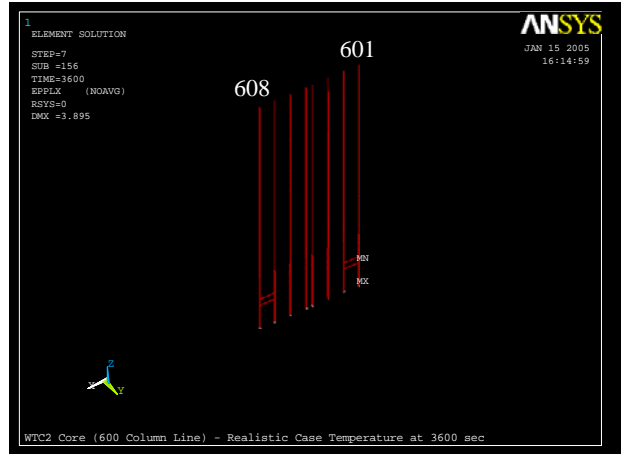 1
ELEMENT SOLUTION
STEP=7
SUB =156
TIME=3600
EPPLX (NOAVG)
RSYS=0
DMX =3.895
ANSYS
JAN 15 2005
16:14:59
601
608
MN
MX
Z
X
Y
WTC2 Core (600 Column Line) - Realistic Case Temperature at 3600 sec